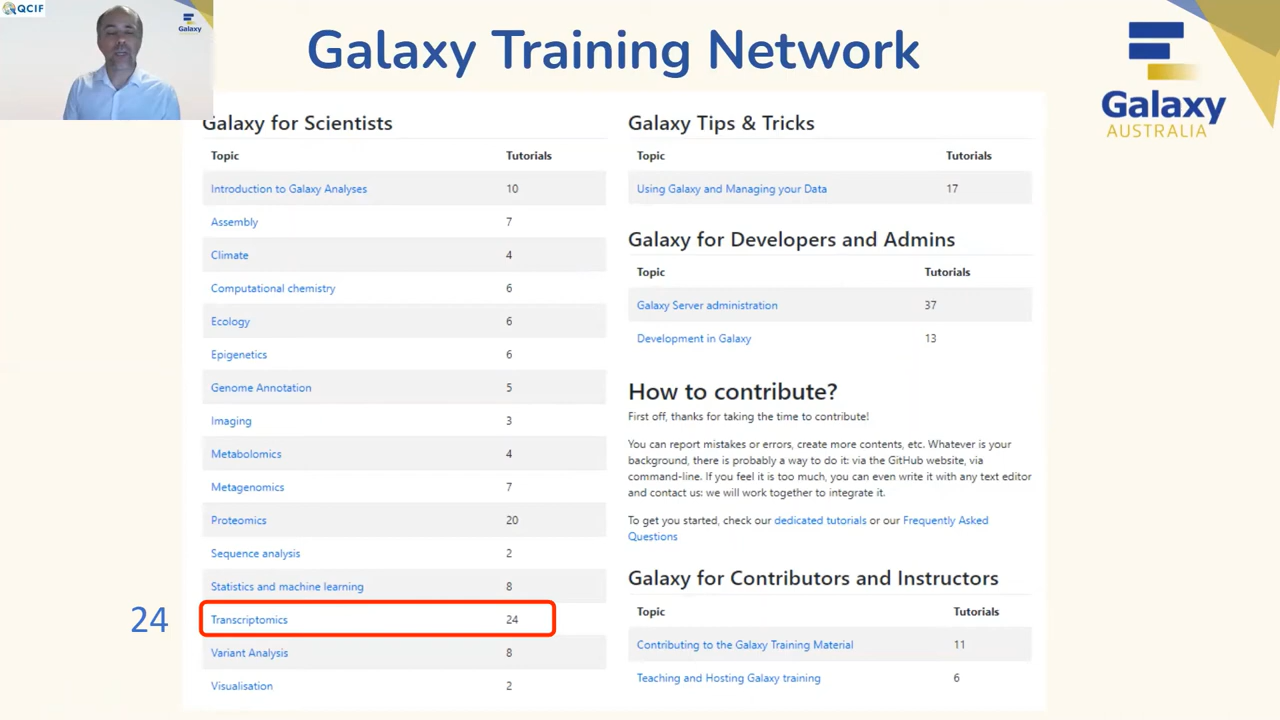 QCIF
Galaxy
Galaxy Training Network
Galaxy
AUSTRALIA
Galaxy for Scientists
Topic Tutorials
Introduction to Galaxy Analyses 10
Assembly 7
Climate 4
Computational chemistry 6
Ecology 6
Epigenetics 6
Genome Annotation 5
Imaging 3
Metabolomics 4
Metagenomics 7
Proteomics 20
Sequence analysis 2
Statistics and machine learning 8
24
Transcriptomics 24
Variant Analysis 8
Visualisation 2
Galaxy Tips & Tricks
Topic Tutorials
Using Galaxy and Managing your Data 17
Galaxy for Developers and Admins
Topic Tutorials
Galaxy Server administration 37
Development in Galaxy 13
How to contribute?
First off, thanks for taking the time to contribute!
You can report mistakes or errors, create more contents, etc. Whatever is your
background, there is probably a way to do it: via the GitHub website, via
command-line. If you feel it is too much, you can even write it with any text editor
and contact us: we will work together to integrate it.
To get you started, check our dedicated tutorials or our Frequently Asked
Questions
Galaxy for Contributors and Instructors
Topic Tutorials
Contributing to the Galaxy Training Material 11
Teaching and Hosting Galaxy training 6